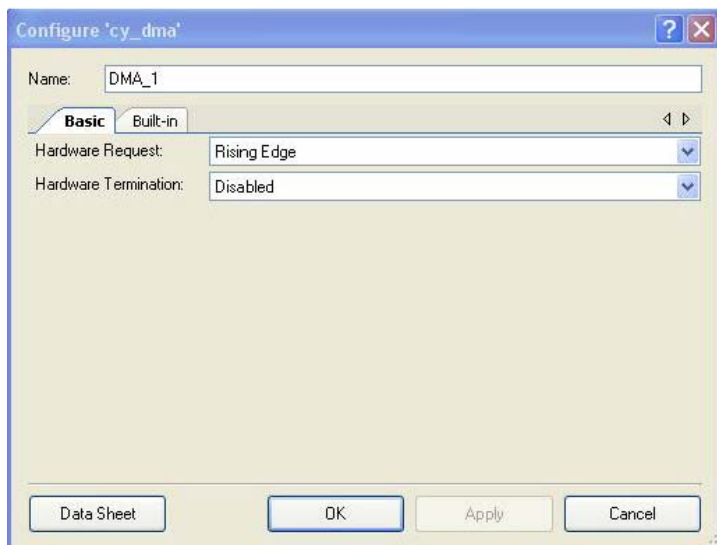 Configure 'cy_dma'
Name: DMA_1
Basic Built-in
Hardware Request: Rising Edge
Hardware Termination: Disabled
Data Sheet OK Apply Cancel